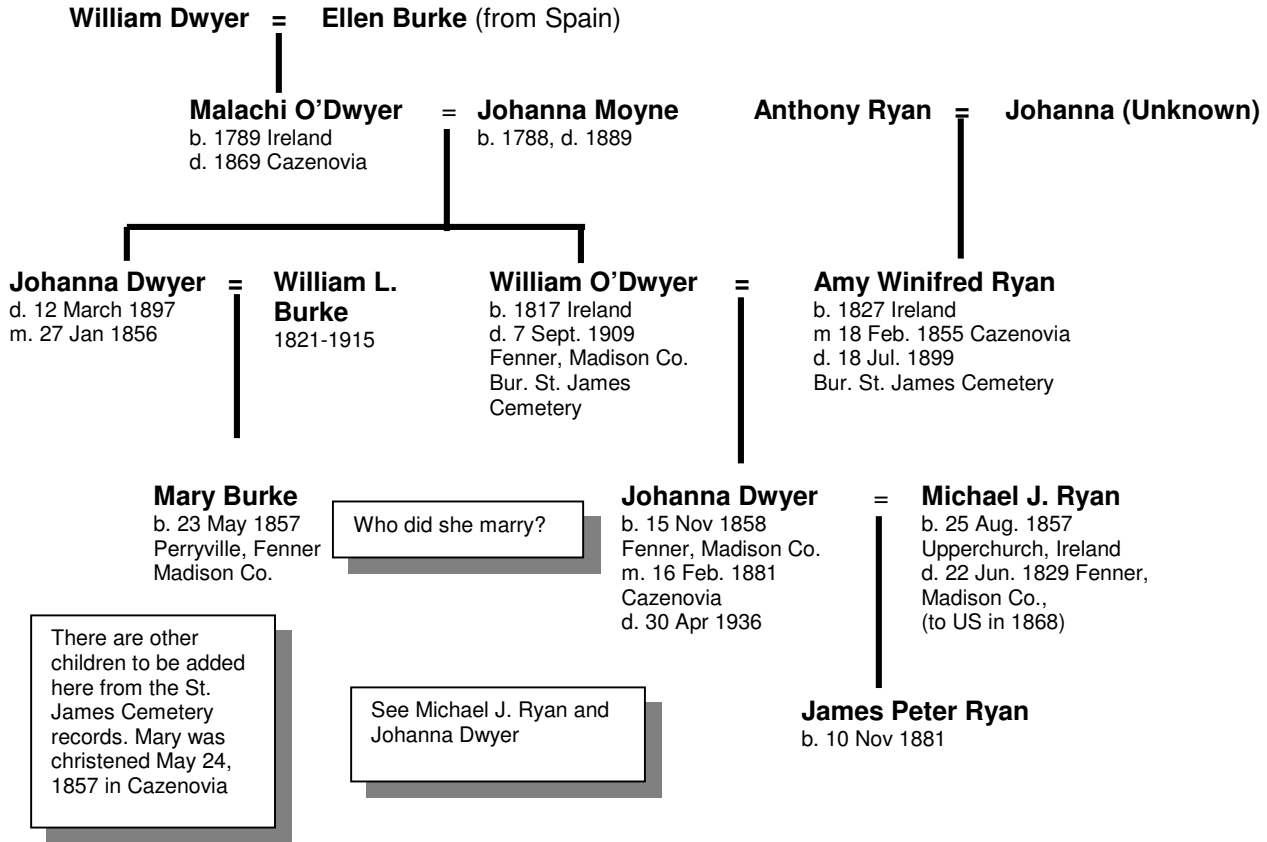 William Dwyer = Ellen Burke (from Spain)
Malachi O'Dwyer = Johanna Moyne
b. 1789 Ireland
d. 1869 Cazenovia
b. 1788, d. 1889
Anthony Ryan = Johanna (Unknown)
Johanna Dwyer =
d. 12 March 1897
m. 27 Jan 1856
William L.
Burke
1821-1915
William O'Dwyer =
b. 1817 Ireland
d. 7 Sept. 1909
Fenner, Madison Co.
Bur. St. James
Cemetery
Amy Winifred Ryan
b. 1827 Ireland
m 18 Feb. 1855 Cazenovia
d. 18 Jul. 1899
Bur. St. James Cemetery
Mary Burke
b. 23 May 1857
Perryville, Fenner
Madison Co.
Who did she marry?
Johanna Dwyer =
b. 15 Nov 1858
Fenner, Madison Co.
m. 16 Feb. 1881
Cazenovia
d. 30 Apr 1936
Michael J. Ryan
b. 25 Aug. 1857
Upperchurch, Ireland
d. 22 Jun. 1829 Fenner,
Madison Co.,
(to US in 1868)
There are other
children to be added
here from the St.
James Cemetery
records. Mary was
christened May 24,
1857 in Cazenovia
See Michael J. Ryan and
Johanna Dwyer
James Peter Ryan
b. 10 Nov 1881